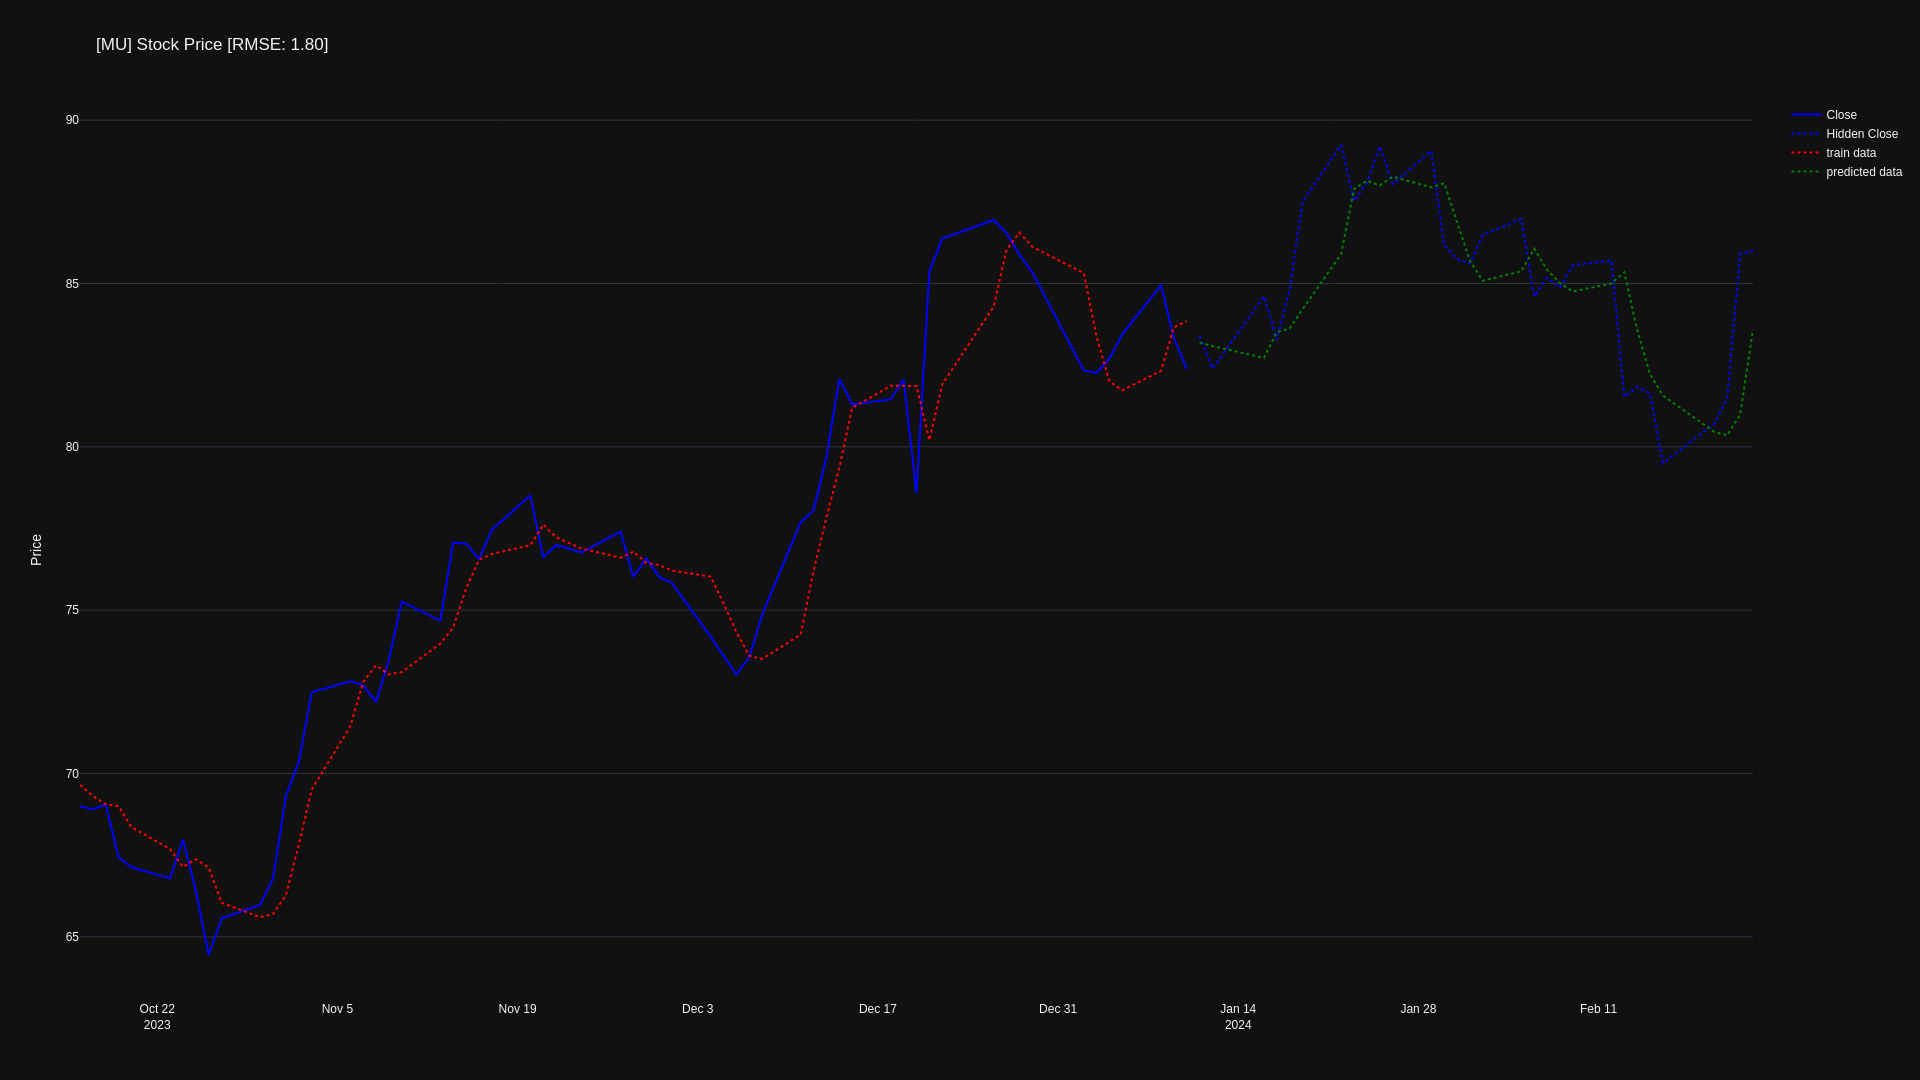 [MU] Stock Price [RMSE: 1.80]
Close
Hidden Close
train data
predicted data
90
85
80
75
70
65
Price
Oct 22
2023
Nov 5
Nov 19
Dec 3
Dec 17
Dec 31
Jan 14
2024
Jan 28
Feb 11